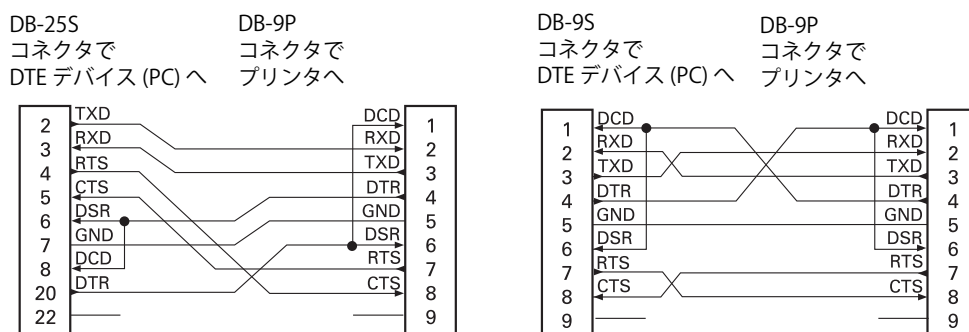 DB-25S
コネクタで
DTE デバイス (PC) へ
DB-9P
コネクタで
プリンタへ
2 TXD DCD 1
3 RXD RXD 2
4 RTS TXD 3
5 CTS DTR 4
6 DSR GND 5
7 GND DSR 6
8 DCD RTS 7
20 DTR CTS 8
22 9
DB-9S
コネクタで
DTE デバイス (PC) へ
DB-9P
コネクタで
プリンタへ
1 DCD DCD 1
2 RXD RXD 2
3 TXD TXD 3
4 DTR DTR 4
5 GND GND 5
6 DSR DSR 6
7 RTS RTS 7
8 CTS CTS 8
9 9